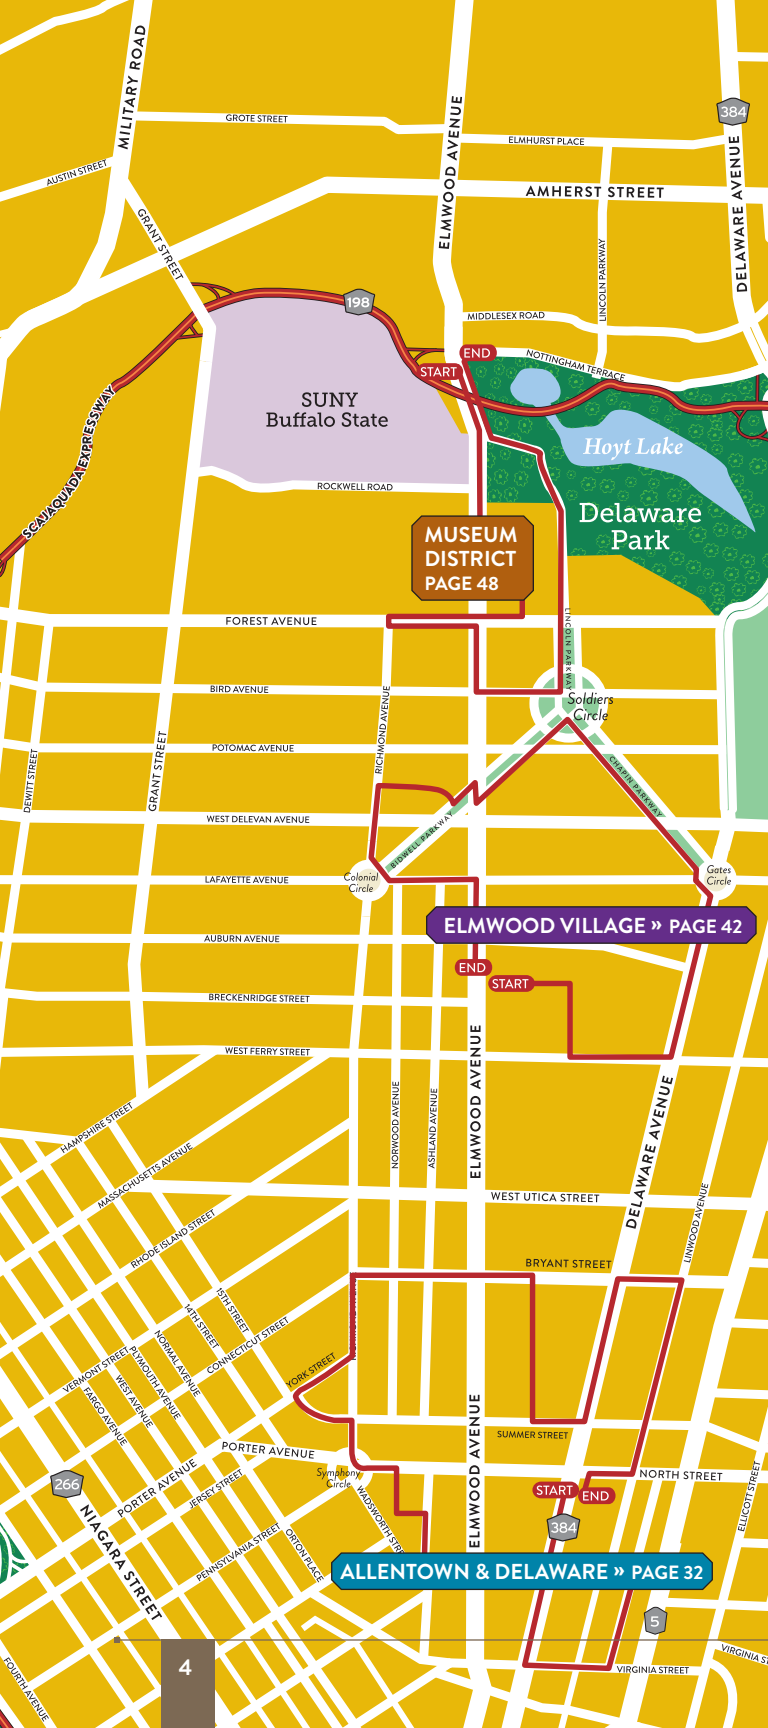 MILITARY ROAD
384
GROTE STREET
ELMWOOD AVENUE
ELMHURST PLACE
DELAWARE AVENUE
AUSTIN STREET
AMHERST STREET
GRANT STREET
LINCOLN PARKWAY
198
MIDDLESEX ROAD
END
NOTTINGHAM TERRACE
START
SUNY
Buffalo State
SCAJAQUADA EXPRESSWAY
Hoyt Lake
ROCKWELL ROAD
Delaware
Park
MUSEUM
DISTRICT
PAGE 48
FOREST AVENUE
LINCOLN PARKWAY
BIRD AVENUE
RICHMOND AVENUE
Soldiers
Circle
POTOMAC AVENUE
DEWITT STREET
GRANT STREET
CHAPIN PARKWAY
WEST DELEVAN AVENUE
BIDWELL PARKWAY
Colonial
Circle
LAFAYETTE AVENUE
Gates
Circle
ELMWOOD VILLAGE » PAGE 42
AUBURN AVENUE
END
START
BRECKENRIDGE STREET
ELMWOOD AVENUE
WEST FERRY STREET
NORWOOD AVENUE
ASHLAND AVENUE
DELAWARE AVENUE
HAMPSHIRE STREET
MASSACHUSETTS AVENUE
WEST UTICA STREET
LINWOOD AVENUE
RHODE ISLAND STREET
BRYANT STREET
15TH STREET
14TH STREET
CONNECTICUT STREET
NORMAL AVENUE
VERMONT STREET
PLYMOUTH AVENUE
WEST AVENUE
FARGO AVENUE
YORK STREET
ELMWOOD AVENUE
SUMMER STREET
PORTER AVENUE
NORTH STREET
Symphony
Circle
266
PORTER AVENUE
JERSEY STREET
START
END
ELLICOTT STREET
WADSWORTH STRE
NIAGARA STREET
384
PENNSYLVANIA STREET
ORTON PLACE
ALLENTOWN & DELAWARE » PAGE 32
5
FOURTH AVENUE
VIRGINIA STREET
VIRGINIA ST
4